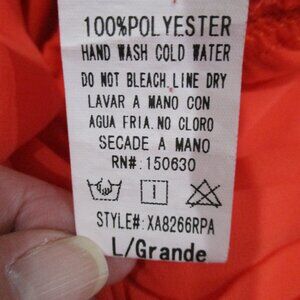 100%POLYESTER
HAND WASH COLD WATER
DO NOT BLEACH.LINE DRY
LAVAR A MANO CON
AGUA FRIA.NO CLORO
SECADE A MANO
RN#:150630
STYLE#:XA8266RPA
L/Grande